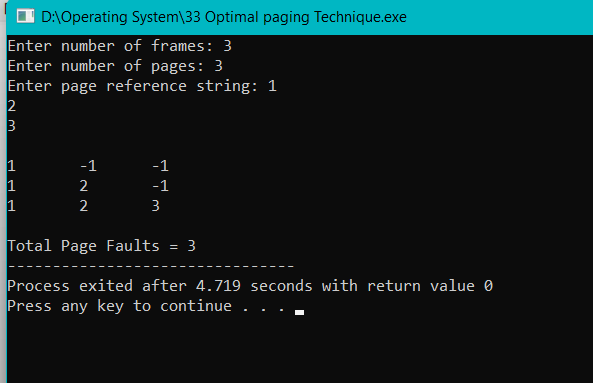 D:\Operating System\33 Optimal paging Technique.exe
Enter number of frames: 3
Enter number of pages: 3
Enter page reference string: 1
2
3
1 -1 -1
1 2 -1
1 2 3
Total Page Faults = 3
--------------------------------
Process exited after 4.719 seconds with return value 0
Press any key to continue . . .